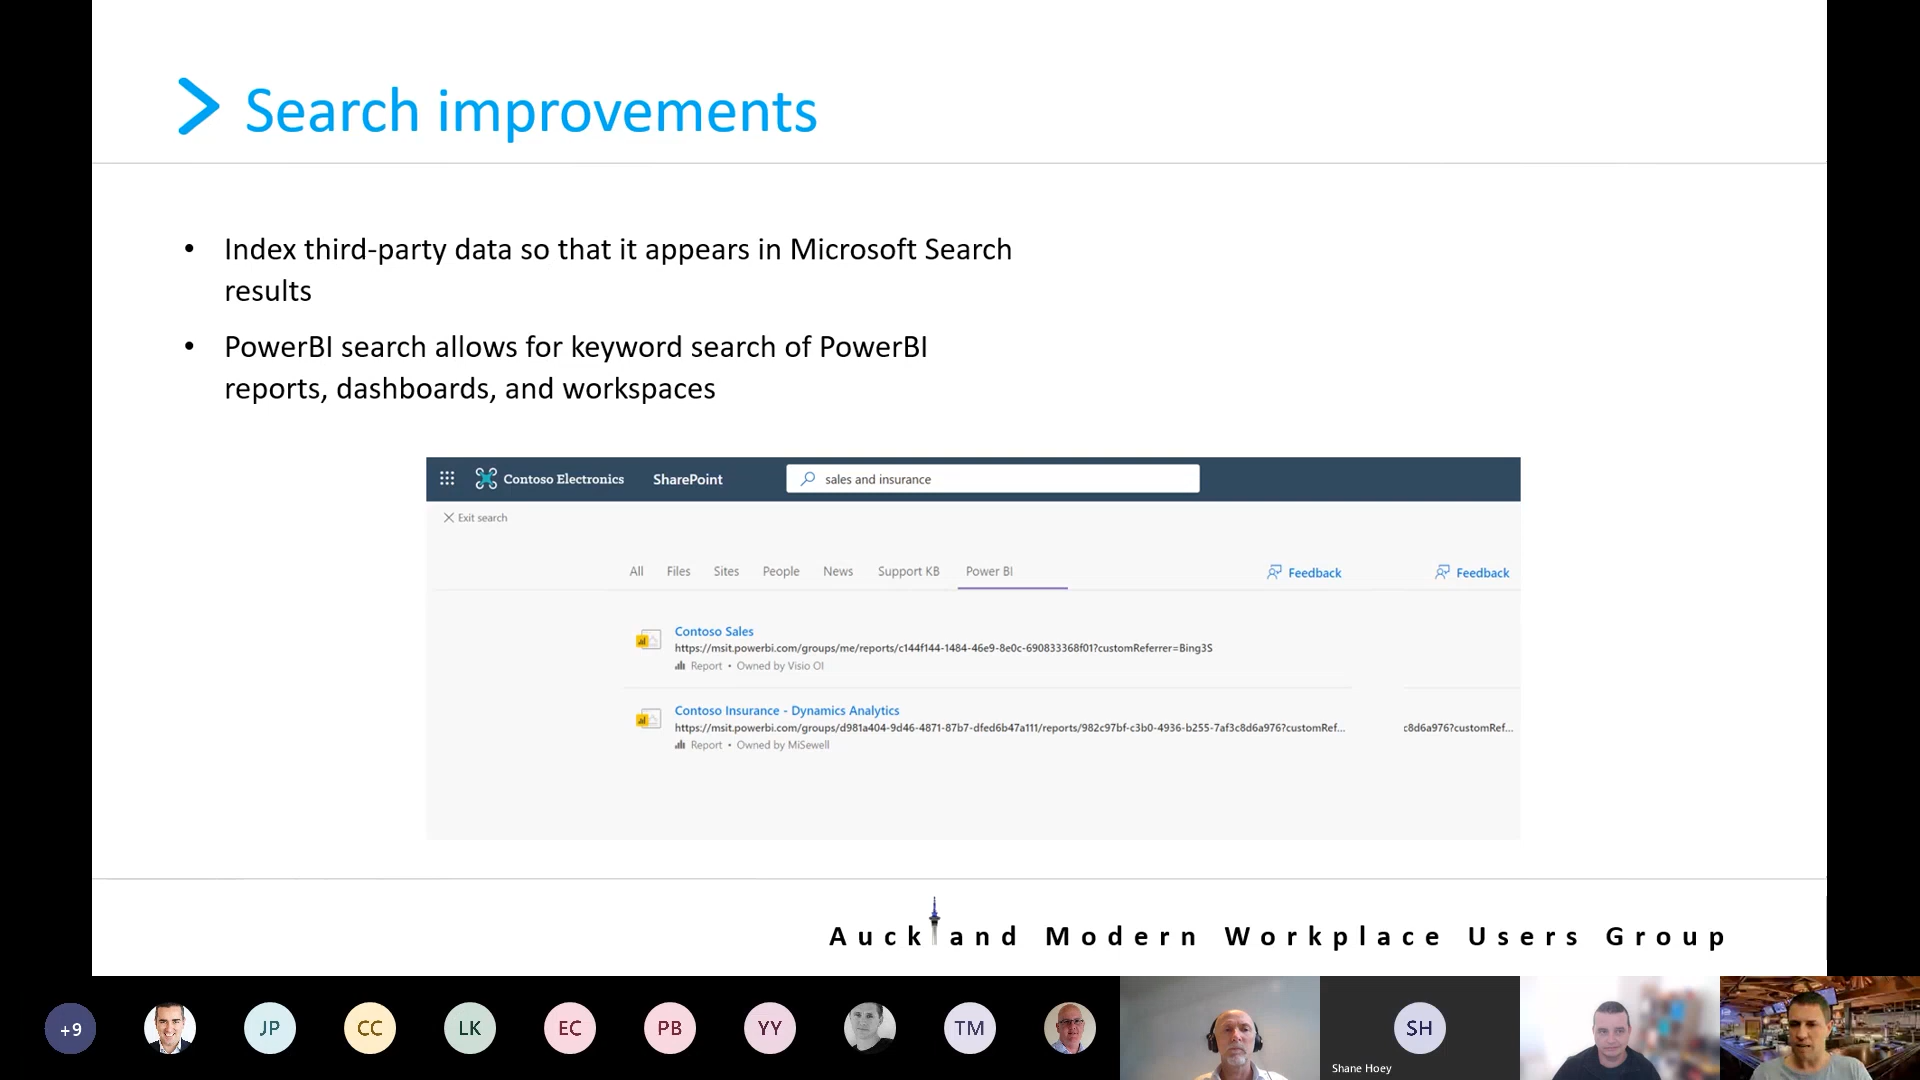 Search improvements
• Index third-party data so that it appears in Microsoft Search
results
• PowerBI search allows for keyword search of PowerBI
reports, dashboards, and workspaces
Contoso Electronics SharePoint sales and insurance
Exit search
All Files Sites People News Support KB Power BI Feedback Feedback
Contoso Sales
https://msit.powerbi.com/groups/me/reports/c144f144-1484-46e9-8e0c-690833368f01?customReferrer=Bing3S
Report • Owned by Visio OI
Contoso Insurance - Dynamics Analytics
https://msit.powerbi.com/groups/d981a404-9d46-4871-87b7-dfed6b47a111/reports/982c97bf-c3b0-4936-b255-7af3c8d6a976?customRef... c8d6a976?customRef...
Report • Owned by MiSewell
Auckland Modern Workplace Users Group
+9 JP CC LK EC PB YY TM SH
Shane Hoey